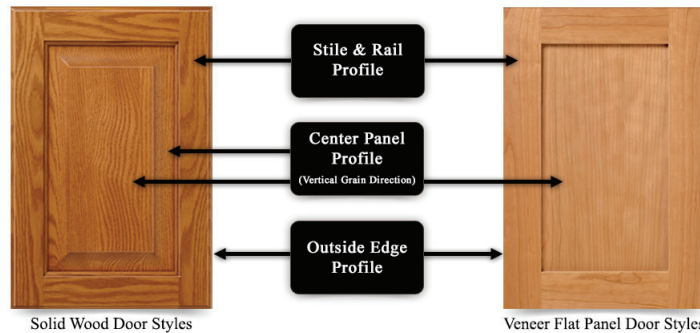 Stile & Rail
Profile
Center Panel
Profile
(Vertical Grain Direction)
Outside Edge
Profile
Solid Wood Door Styles
Veneer Flat Panel Door Styles